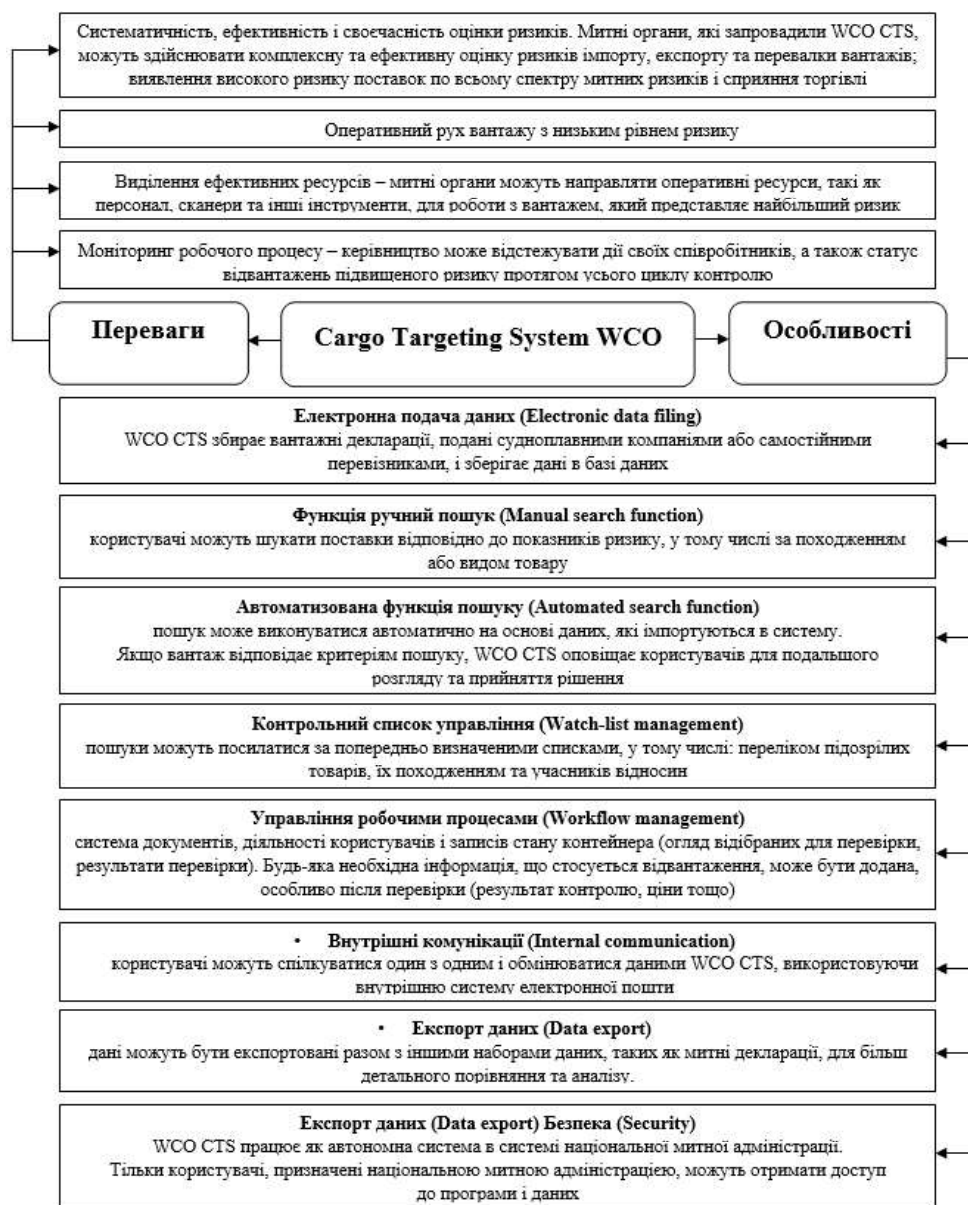 Систематичність, ефективність і своєчасність оцінки ризиків. Митні органи, які запровадили WCO CTS,
можуть здійснювати комплексну та ефективну оцінку ризиків імпорту, експорту та перевалки вантажів;
виявлення високого ризику поставок по всьому спектру митних ризиків і сприяння торгівлі
Оперативний рух вантажу з низьким рівнем ризику
Виділення ефективних ресурсів – митні органи можуть направляти оперативні ресурси, такі як
персонал, сканери та інші інструменти, для роботи з вантажем, який представляє найбільший ризик
Моніторинг робочого процесу – керівництво може відстежувати дії своїх співробітників, а також статус
відвантажень підвищеного ризику протягом усього циклу контролю
Переваги
Cargo Targeting System WCO
Особливості
Електронна подача даних (Electronic data filing)
WCO CTS збирає вантажні декларації, подані судноплавними компаніями або самостійними
перевізниками, і зберігає дані в базі даних
Функція ручний пошук (Manual search function)
користувачі можуть шукати поставки відповідно до показників ризику, у тому числі за походженням
або видом товару
Автоматизована функція пошуку (Automated search function)
пошук може виконуватися автоматично на основі даних, які імпортуються в систему.
Якщо вантаж відповідає критеріям пошуку, WCO CTS оповіщає користувачів для подальшого
розгляду та прийняття рішення
Контрольний список управління (Watch-list management)
пошуки можуть посилатися за попередньо визначеними списками, у тому числі: переліком підозрілих
товарів, їх походженням та учасників відносин
Управління робочими процесами (Workflow management)
система документів, діяльності користувачів і записів стану контейнера (огляд відібраних для перевірки,
результати перевірки). Будь-яка необхідна інформація, що стосується відвантаження, може бути додана,
особливо після перевірки (результат контролю, ціни тощо)
• Внутрішні комунікації (Internal communication)
користувачі можуть спілкуватися один з одним і обмінюватися даними WCO CTS, використовуючи
внутрішню систему електронної пошти
• Експорт даних (Data export)
дані можуть бути експортовані разом з іншими наборами даних, таких як митні декларації, для більш
детального порівняння та аналізу.
Експорт даних (Data export) Безпека (Security)
WCO CTS працює як автономна система в системі національної митної адміністрації.
Тільки користувачі, призначені національною митною адміністрацією, можуть отримати доступ
до програми і даних